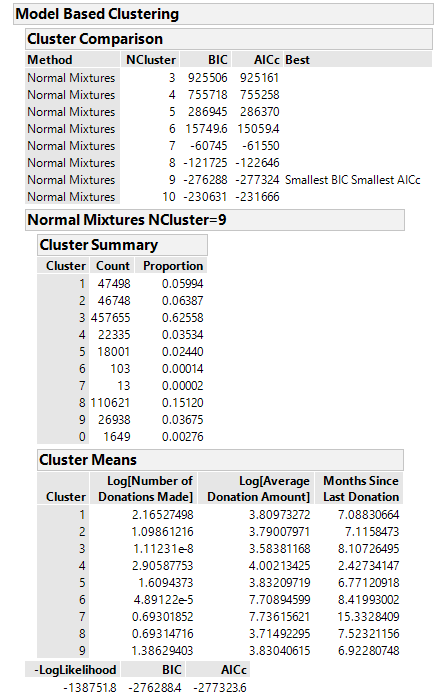 Model Based Clustering
Cluster Comparison
Method NCluster BIC AICc Best
Normal Mixtures 3 925506 925161
Normal Mixtures 4 755718 755258
Normal Mixtures 5 286945 286370
Normal Mixtures 6 15749.6 15059.4
Normal Mixtures 7 -60745 -61550
Normal Mixtures 8 -121725 -122646
Normal Mixtures 9 -276288 -277324 Smallest BIC Smallest AICc
Normal Mixtures 10 -230631 -231666
Normal Mixtures NCluster=9
Cluster Summary
Cluster Count Proportion
1 47498 0.05994
2 46748 0.06387
3 457655 0.62558
4 22335 0.03534
5 18001 0.02440
6 103 0.00014
7 13 0.00002
8 110621 0.15120
9 26938 0.03675
0 1649 0.00276
Cluster Means
Log[Number of Log[Average Months Since
Cluster Donations Made] Donation Amount] Last Donation
1 2.16527498 3.80973272 7.08830664
2 1.09861216 3.79007971 7.1158473
3 1.11231e-8 3.58381168 8.10726495
4 2.90587753 4.00213425 2.42734147
5 1.6094373 3.83209719 6.77120918
6 4.89122e-5 7.70894599 8.41993002
7 0.69301852 7.73615621 15.3328409
8 0.69314716 3.71492295 7.52321156
9 1.38629403 3.83040615 6.92280748
-LogLikelihood BIC AICc
-138751.8 -276288.4 -277323.6